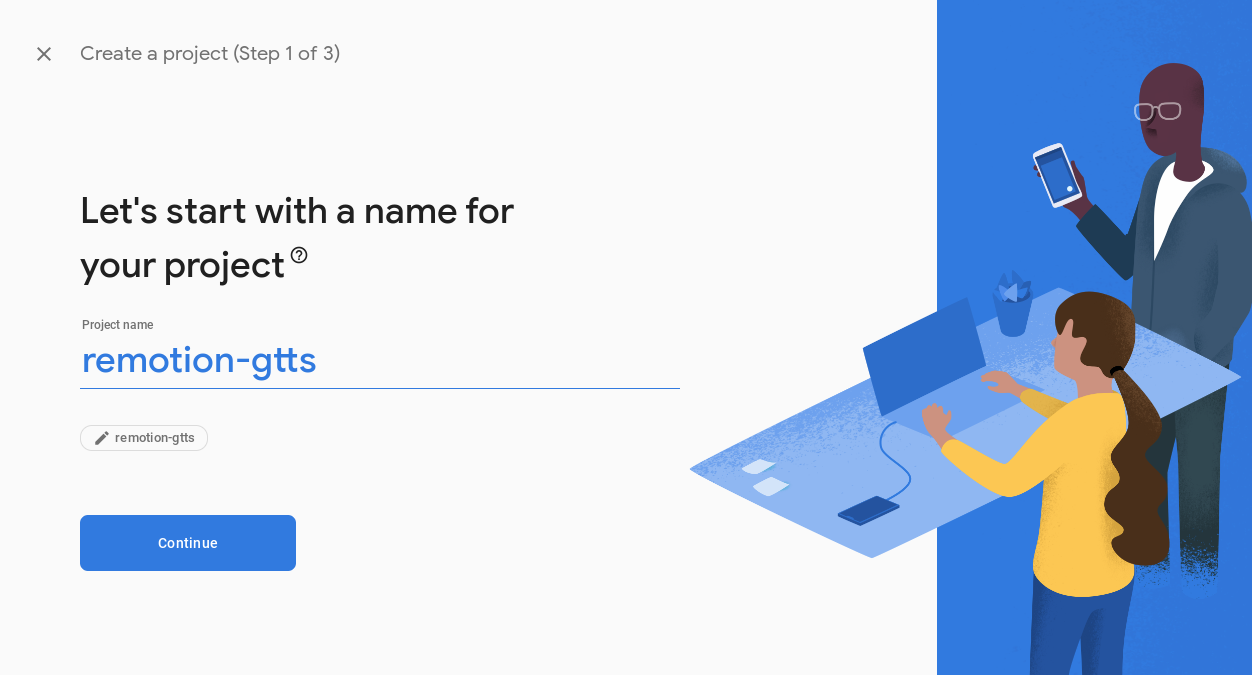 Create a project (Step 1 of 3)
Let's start with a name for
your project
Project name
remotion-gtts
remotion-gtts
Continue